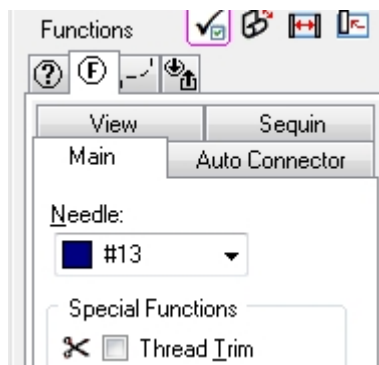 Functions
? F
View Sequin
Main Auto Connector
Needle:
#13
Special Functions
Thread Trim